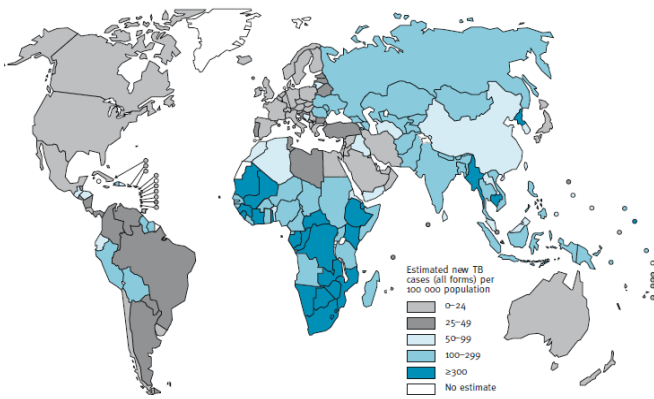 Estimated new TB
cases (all forms) per
100 000 population
0–24
25–49
50–99
100–299
≥300
No estimate